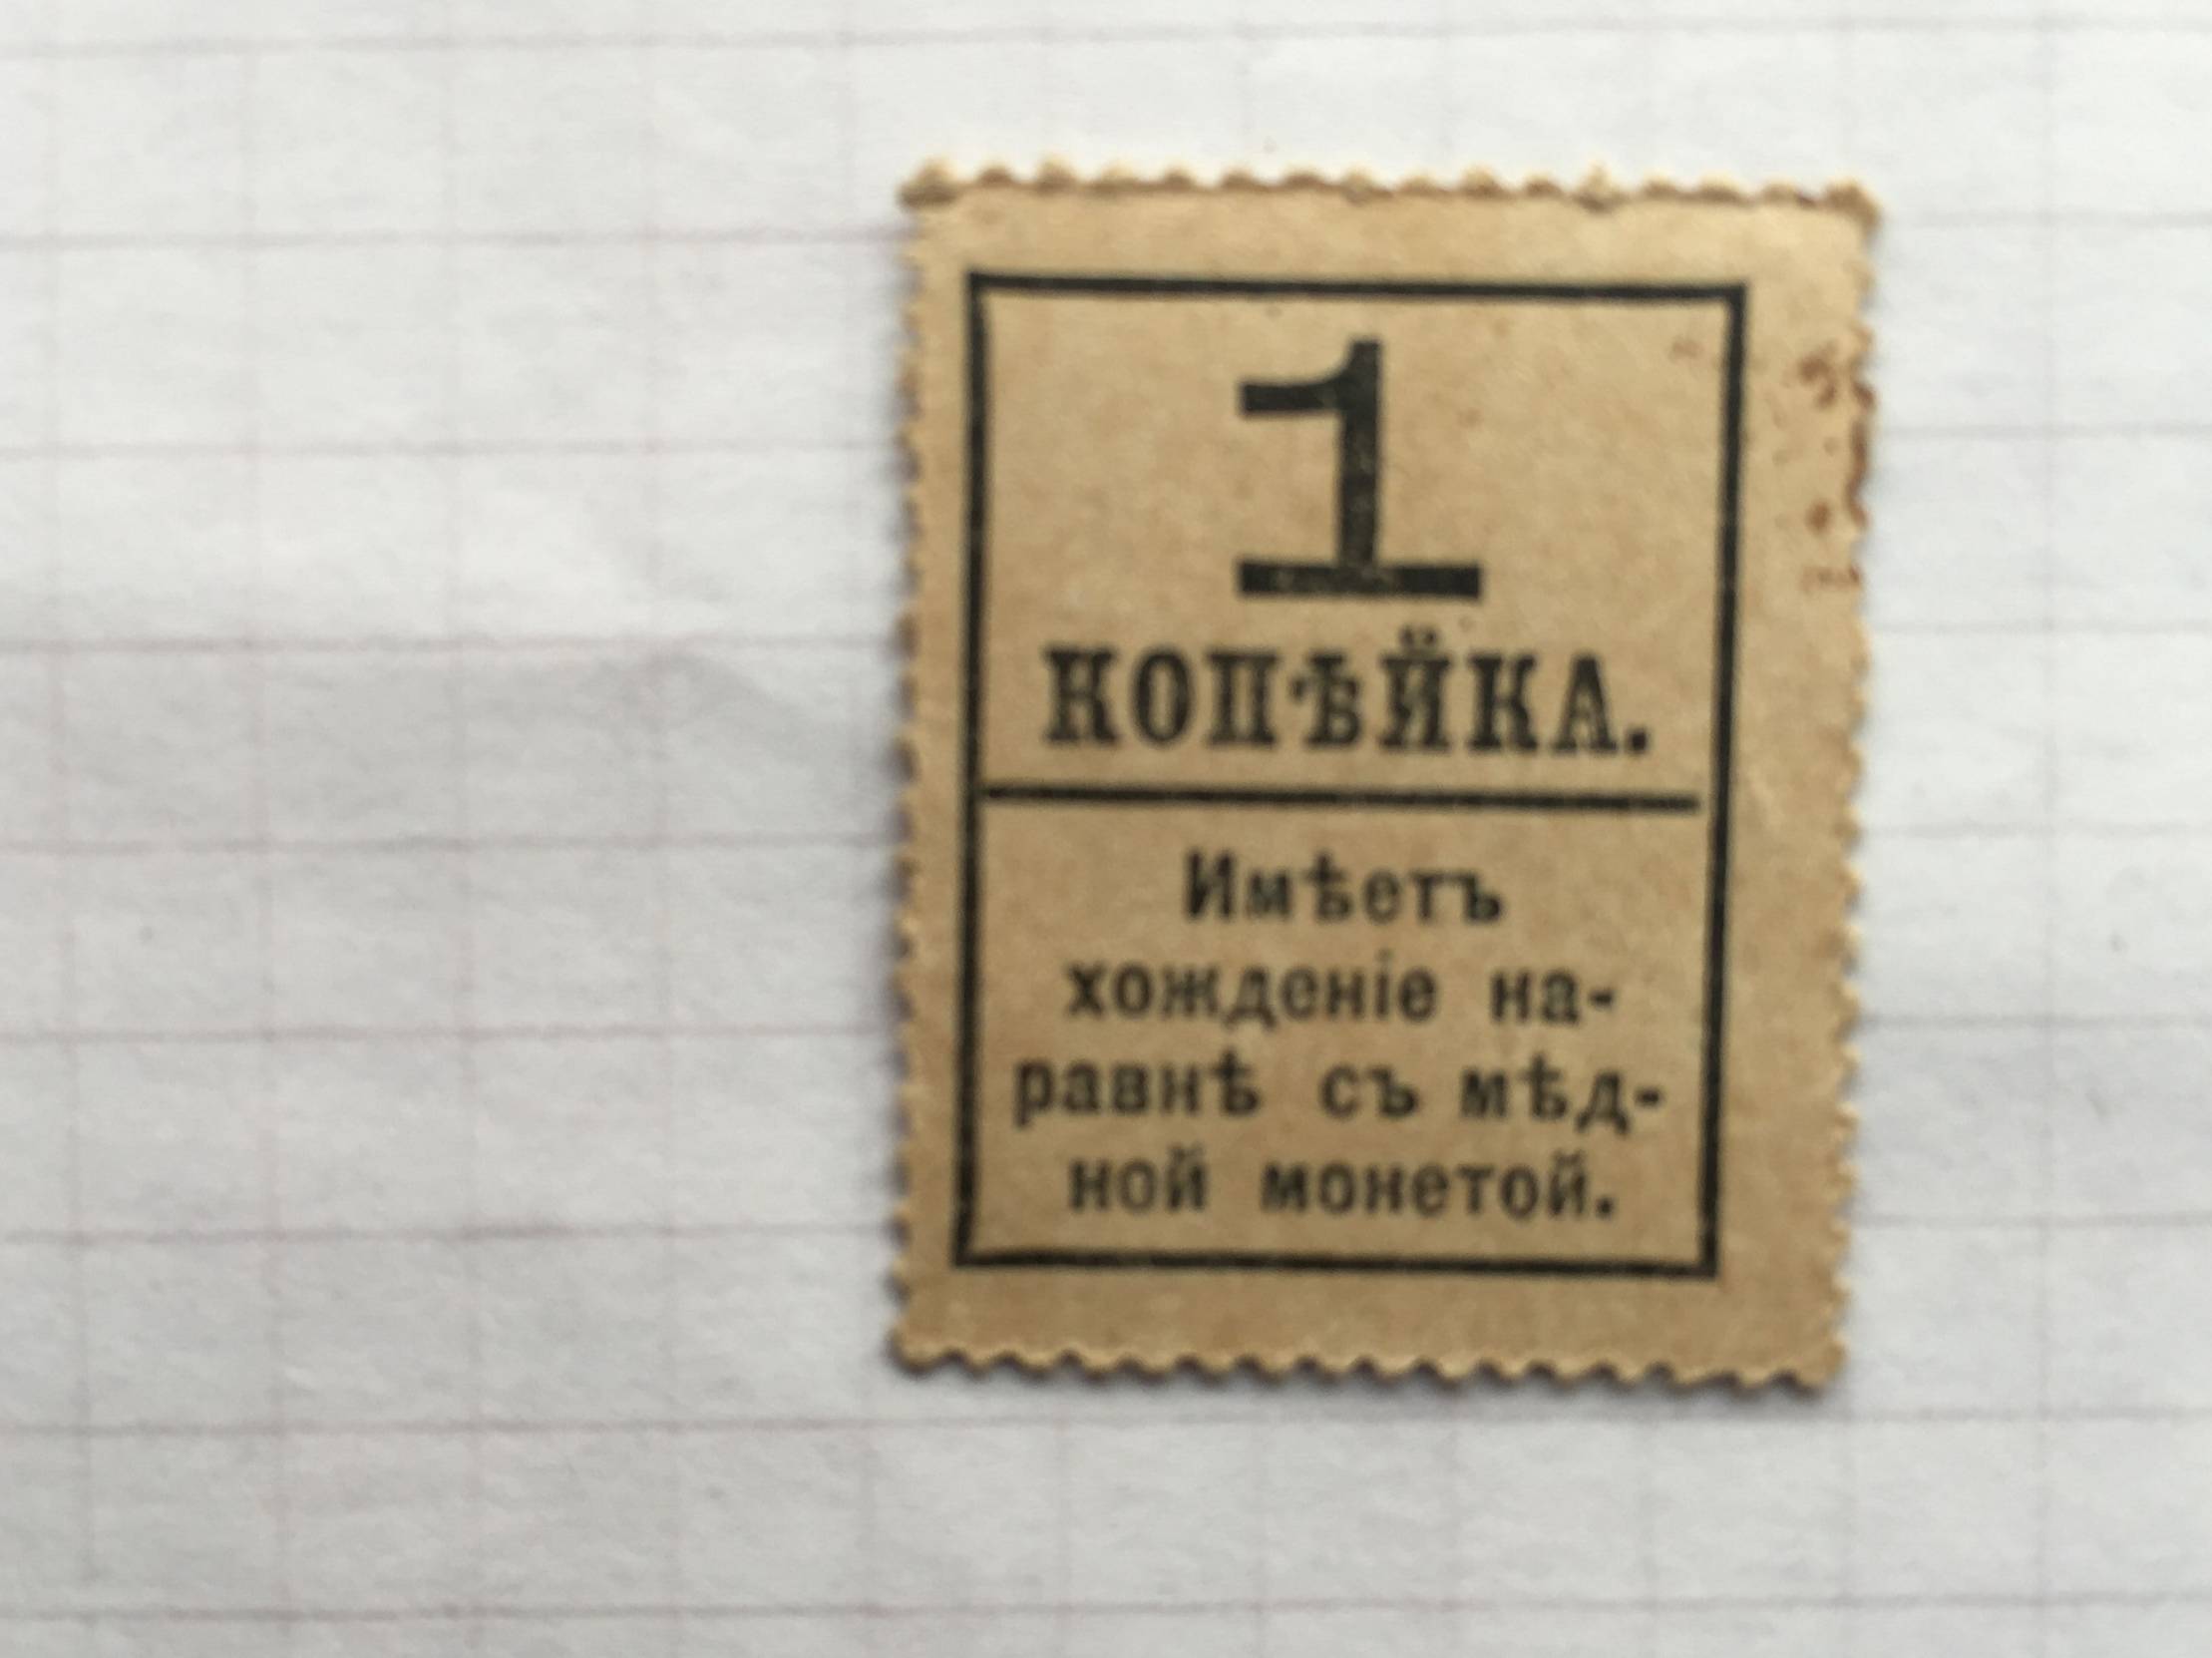 1
КОПѢЙКА.
Имѣетъ
хожденіе на-
равнѣ съ мѣд-
ной монетой.